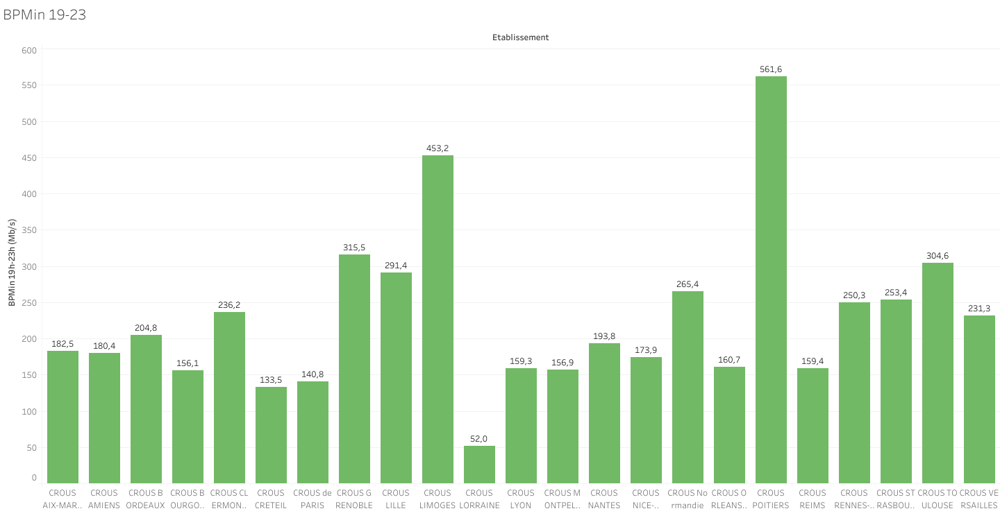 BPMin 19-23
Etablissement
BPMin 19h-23h (Mb/s)
600
550
500
450
400
350
300
250
200
150
100
50
0
182,5
180,4
204,8
156,1
236,2
133,5
140,8
315,5
291,4
453,2
52,0
159,3
156,9
193,8
173,9
265,4
160,7
561,6
159,4
250,3
253,4
304,6
231,3
CROUS
AIX-MAR..
CROUS
AMIENS
CROUS B
ORDEAUX
CROUS B
OURGO..
CROUS CL
ERMON..
CROUS
CRETEIL
CROUS de
PARIS
CROUS G
RENOBLE
CROUS
LILLE
CROUS
LIMOGES
CROUS
LORRAINE
CROUS
LYON
CROUS M
ONTPEL..
CROUS
NANTES
CROUS
NICE-..
CROUS No
rmandie
CROUS O
RLEANS..
CROUS
POITIERS
CROUS
REIMS
CROUS
RENNES-..
CROUS ST
RASBOU..
CROUS TO
ULOUSE
CROUS VE
RSAILLES